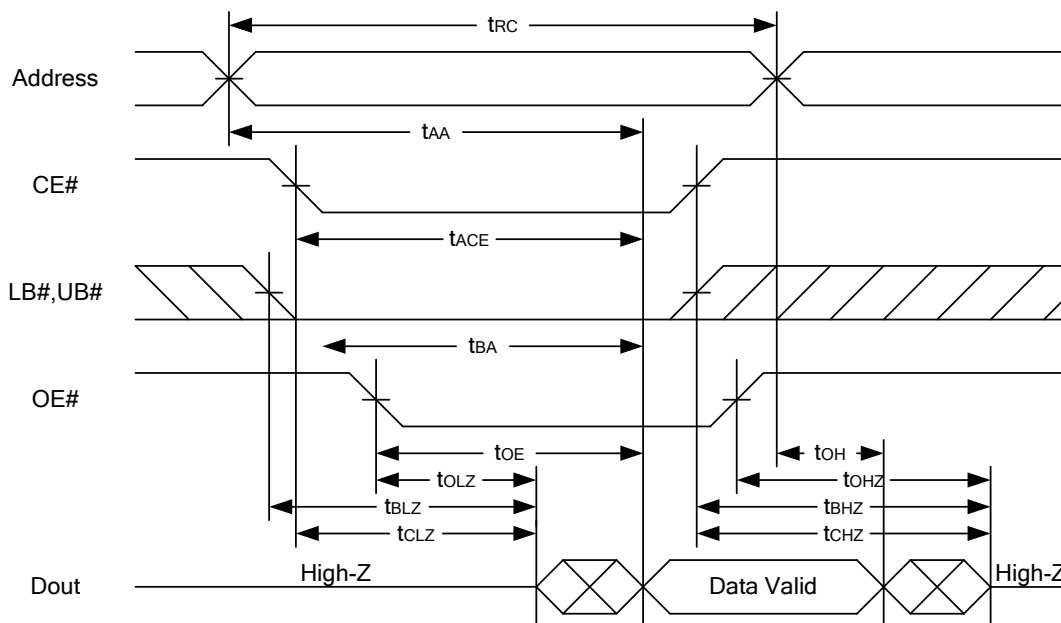 tRC
Address
tAA
CE#
tACE
LB#,UB#
tBA
OE#
tOE
tOH
tOLZ
tOHZ
tBLZ
tBHZ
tCLZ
tCHZ
Dout
High-Z
Data Valid
High-Z